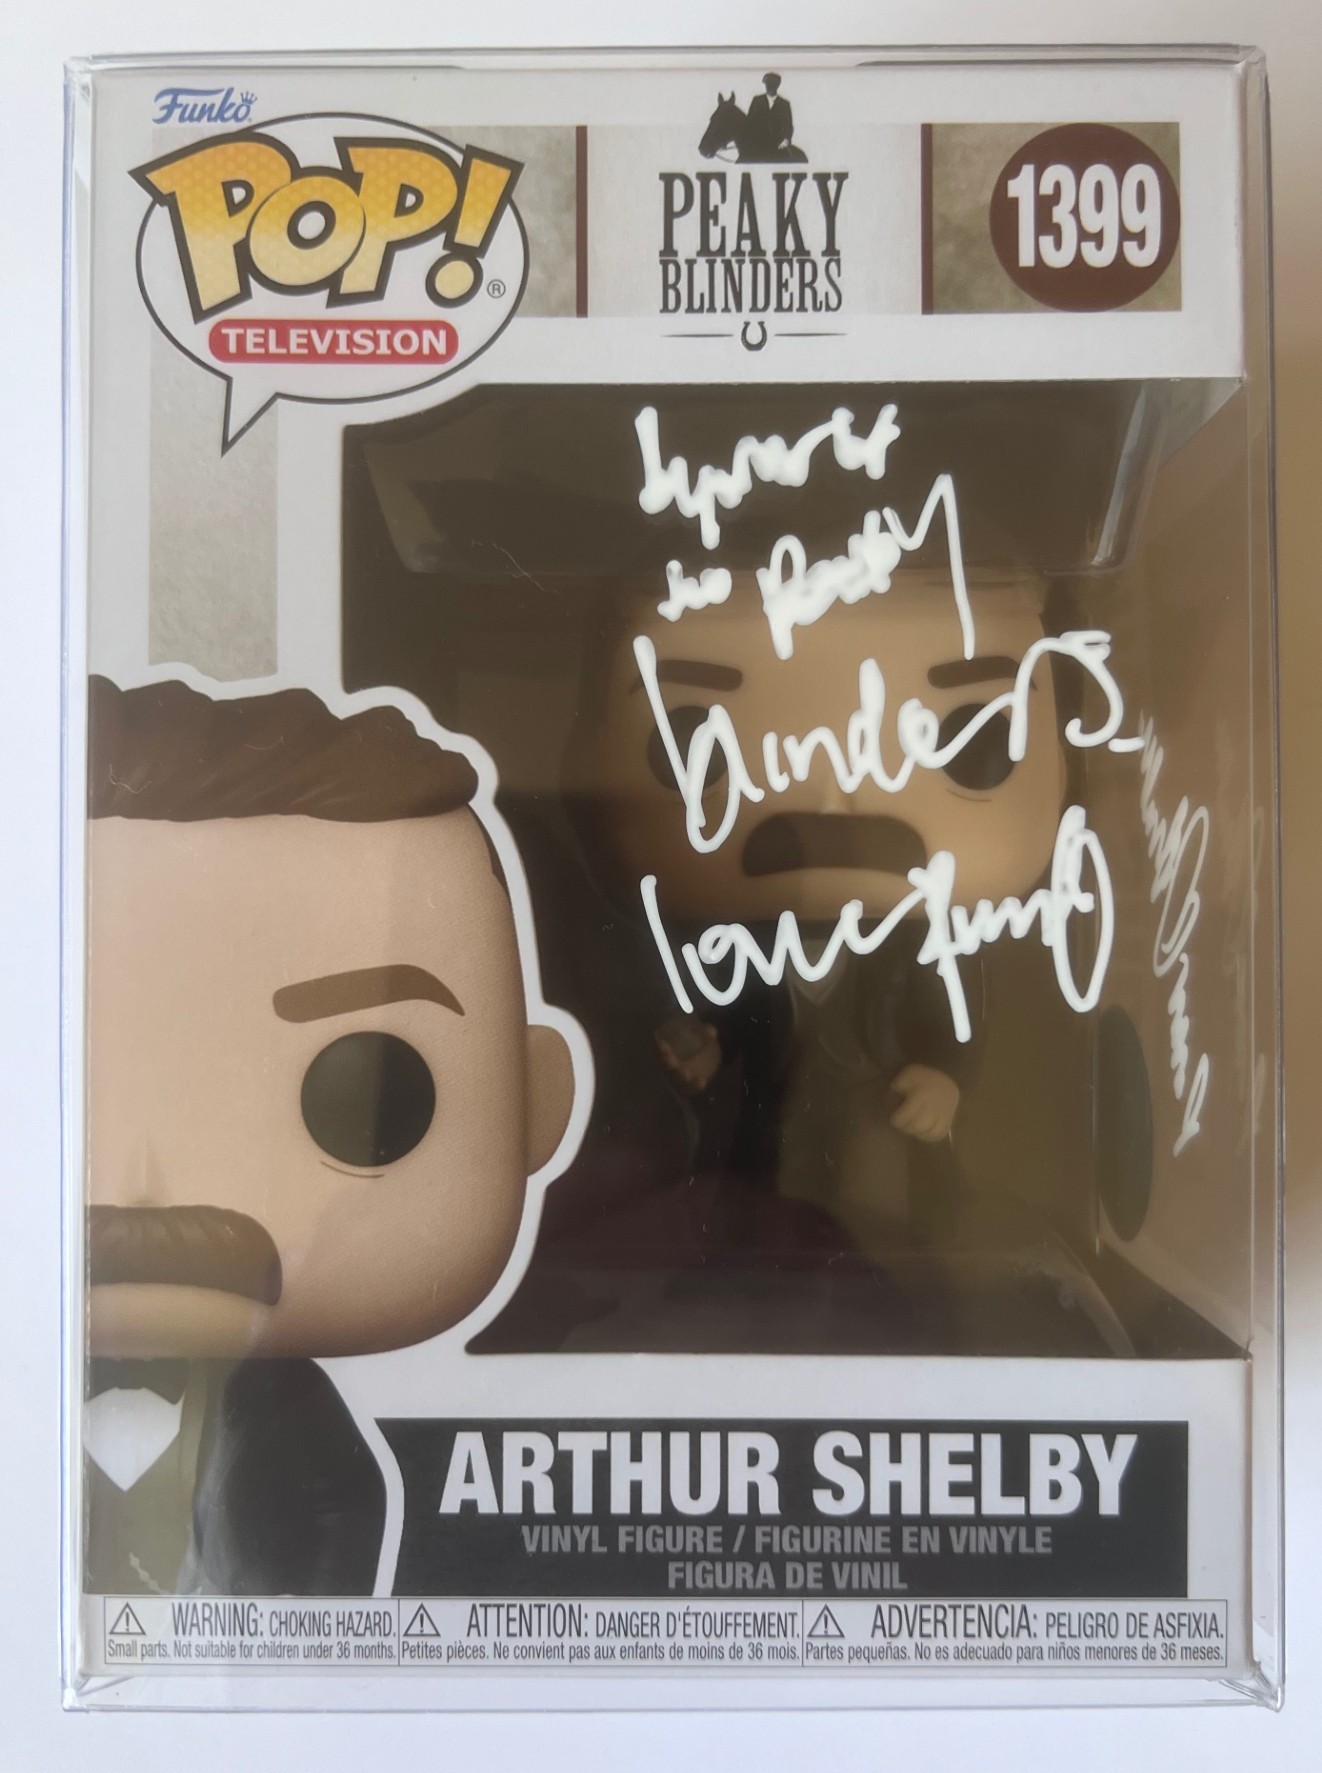 Funko
POP!®
TELEVISION
PEAKY
BLINDERS
1399
blinders
love
ARTHUR SHELBY
VINYL FIGURE / FIGURINE EN VINYLE
FIGURA DE VINIL
WARNING: CHOKING HAZARD.
Small parts. Not suitable for children under 36 months.
ATTENTION: DANGER D'ÉTOUFFEMENT.
Petites pièces. Ne convient pas aux enfants de moins de 36 mois.
ADVERTENCIA: PELIGRO DE ASFIXIA.
Partes pequeñas. No es adecuado para niños menores de 36 meses.